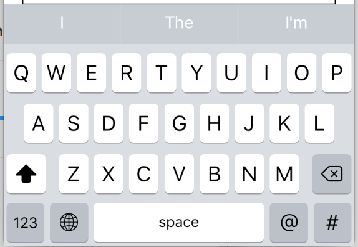 I The I'm
Q W E R T Y U I O P
A S D F G H J K L
Z X C V B N M
123 space @ #